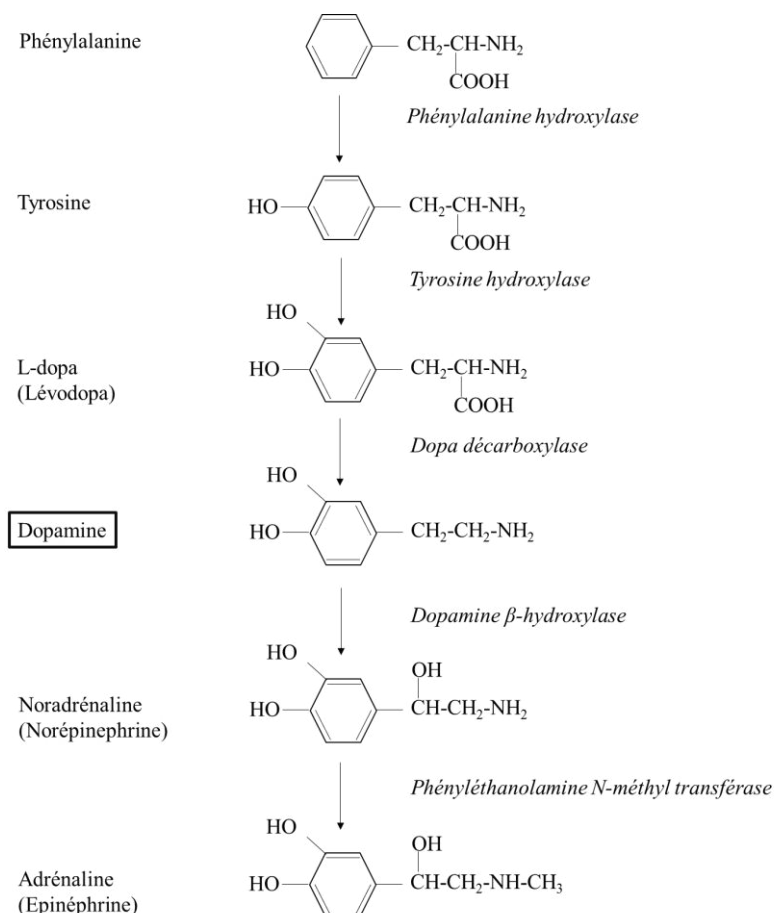 Phénylalanine
CH₂-CH-NH₂
COOH
Phénylalanine hydroxylase
Tyrosine
HO
CH₂-CH-NH₂
COOH
Tyrosine hydroxylase
HO
L-dopa
(Lévodopa)
HO
CH₂-CH-NH₂
COOH
Dopa décarboxylase
HO
Dopamine
HO
CH₂-CH₂-NH₂
Dopamine β-hydroxylase
HO
OH
Noradrénaline
(Norépinephrine)
HO
CH-CH₂-NH₂
Phényléthanolamine N-méthyl transférase
HO
OH
Adrénaline
(Epinéphrine)
HO
CH-CH₂-NH-CH₃